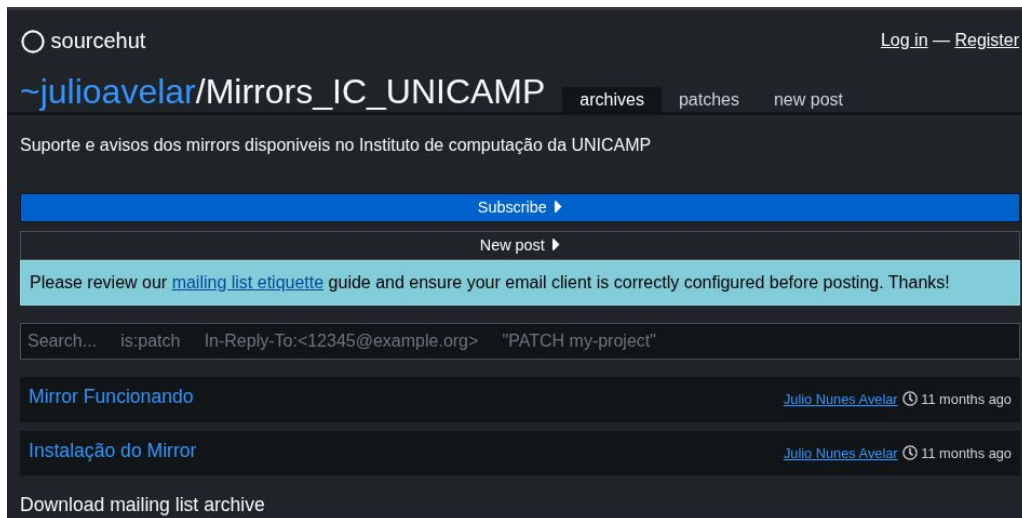 sourcehut Log in — Register
~julioavelar/Mirrors_IC_UNICAMP archives patches new post
Suporte e avisos dos mirrors disponiveis no Instituto de computação da UNICAMP
Subscribe
New post
Please review our mailing list etiquette guide and ensure your email client is correctly configured before posting. Thanks!
Search... is:patch In-Reply-To:<12345@example.org> "PATCH my-project"
Mirror Funcionando Julio Nunes Avelar 11 months ago
Instalação do Mirror Julio Nunes Avelar 11 months ago
Download mailing list archive